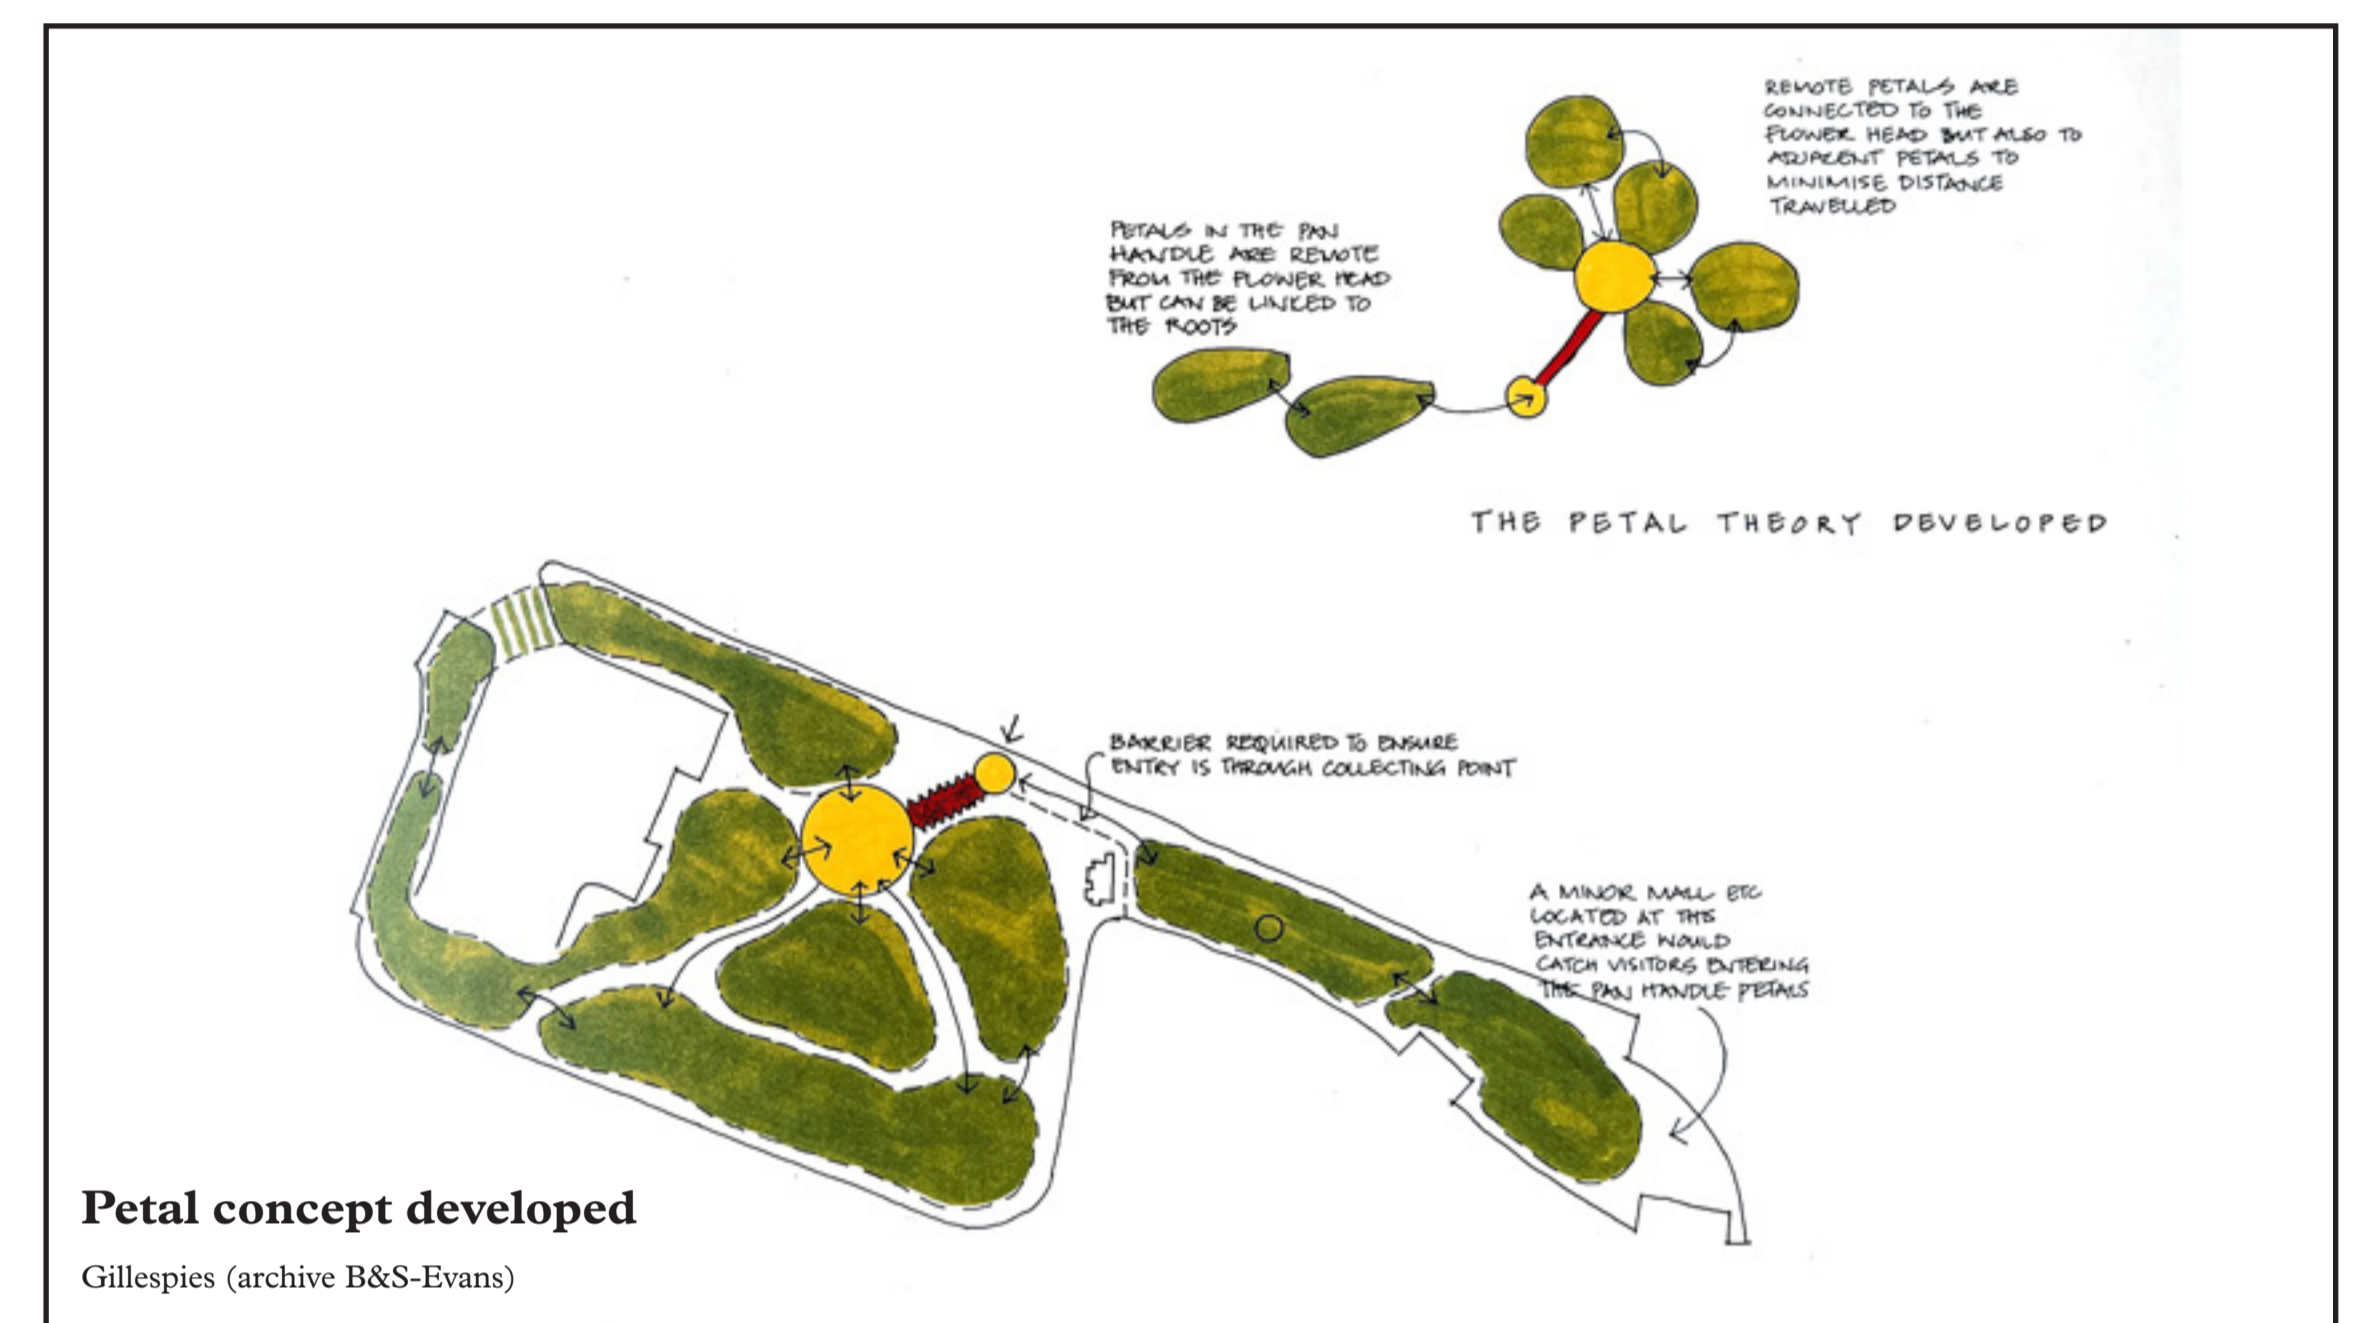 REMOTE PETALS ARE
CONNECTED TO THE
FLOWER HEAD BUT ALSO TO
ADJACENT PETALS TO
MINIMISE DISTANCE
TRAVELLED
PETALS IN THE PAN
HANDLE ARE REMOTE
FROM THE FLOWER HEAD
BUT CAN BE LINKED TO
THE ROOTS
THE PETAL THEORY DEVELOPED
BARRIER REQUIRED TO ENSURE
ENTRY IS THROUGH COLLECTING POINT
A MINOR MALL ETC
LOCATED AT THIS
ENTRANCE WOULD
CATCH VISITORS ENTERING
THE PAN HANDLE PETALS
Petal concept developed
Gillespies (archive B&S-Evans)